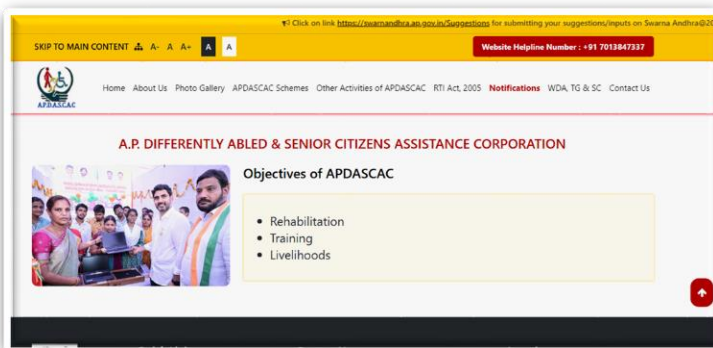 Click on link https://swarnandhra.ap.gov.in/Suggestions for submitting your suggestions/inputs on Swarna Andhra@20
SKIP TO MAIN CONTENT A- A A+ A A
Website Helpline Number : +91 7013847337
APDASCAC
Home About Us Photo Gallery APDASCAC Schemes Other Activities of APDASCAC RTI Act, 2005 Notifications WDA, TG & SC Contact Us
A.P. DIFFERENTLY ABLED & SENIOR CITIZENS ASSISTANCE CORPORATION
Objectives of APDASCAC
• Rehabilitation
• Training
• Livelihoods